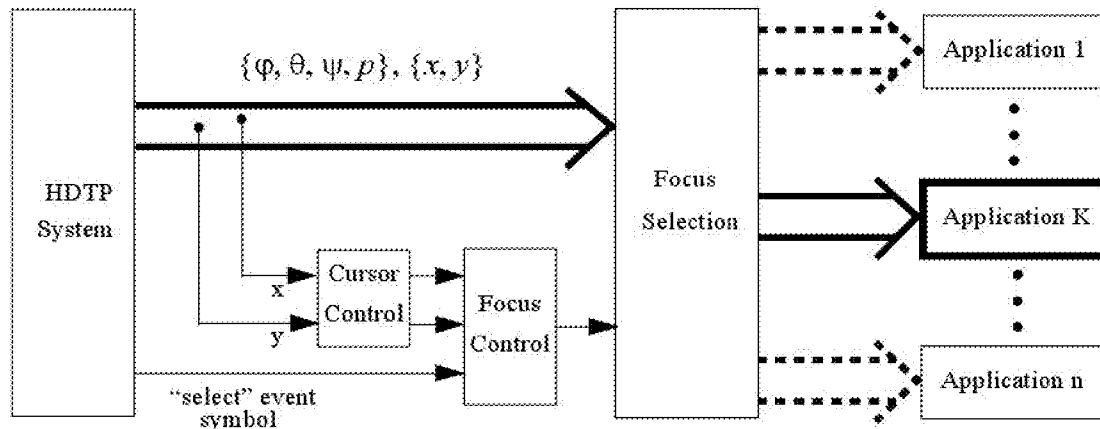 {φ, θ, ψ, p}, {x, y}
HDTP
System
x
y
Cursor
Control
Focus
Control
"select" event
symbol
Focus
Selection
Application 1
Application K
Application n